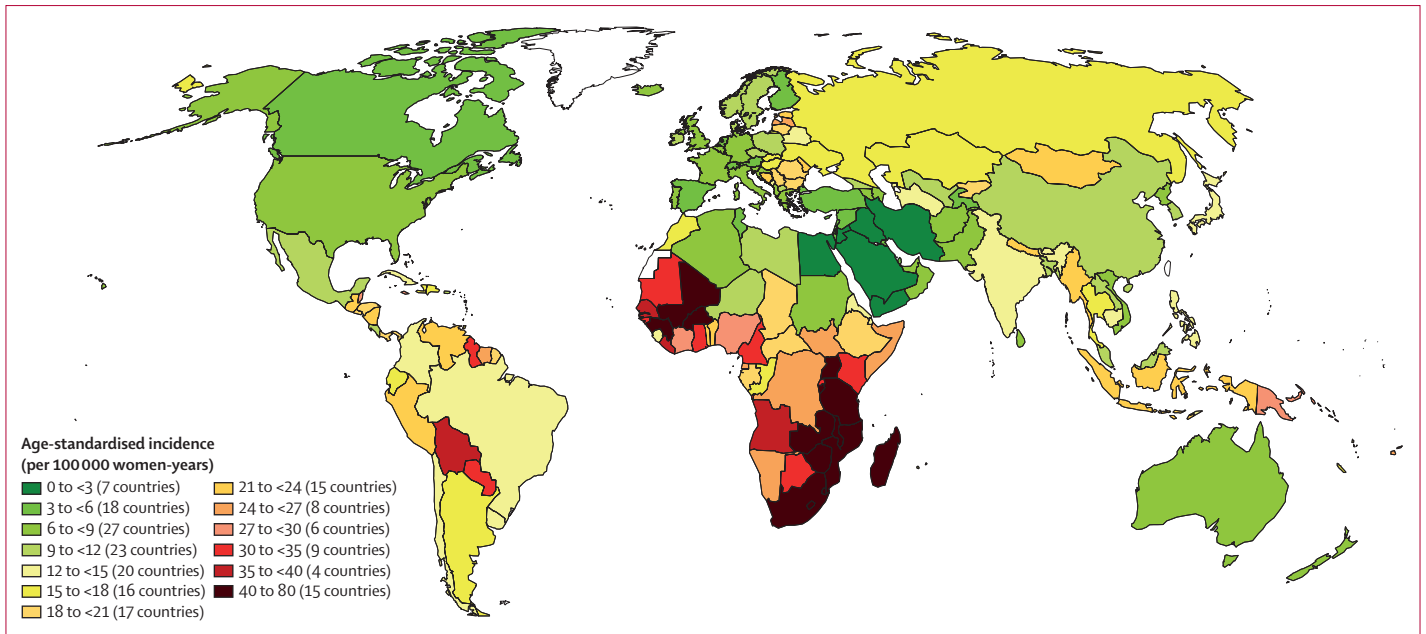 Age-standardised incidence
(per 100 000 women-years)
0 to <3 (7 countries)
3 to <6 (18 countries)
6 to <9 (27 countries)
9 to <12 (23 countries)
12 to <15 (20 countries)
15 to <18 (16 countries)
18 to <21 (17 countries)
21 to <24 (15 countries)
24 to <27 (8 countries)
27 to <30 (6 countries)
30 to <35 (9 countries)
35 to <40 (4 countries)
40 to 80 (15 countries)